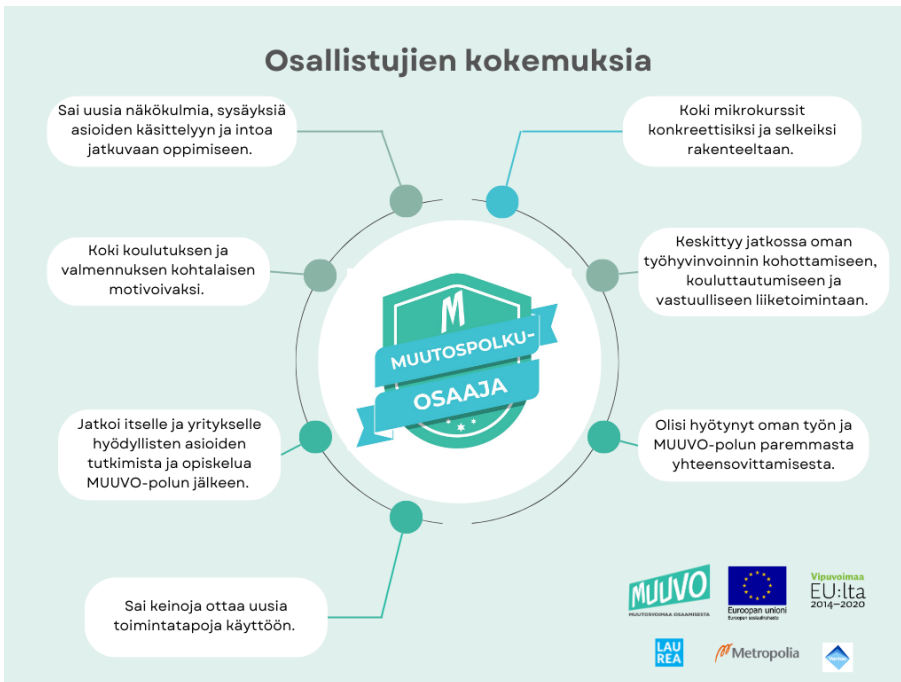 Osallistujien kokemuksia
Sai uusia näkökulmia, sysäyksiä
asioiden käsittelyyn ja intoa
jatkuvaan oppimiseen.
Koki mikrokurssit
konkreettisiksi ja selkeiksi
rakenteeltaan.
Koki koulutuksen ja
valmennuksen kohtalaisen
motivoivaksi.
Keskittyy jatkossa oman
työhyvinvoinnin kohottamiseen,
kouluttautumiseen ja
vastuulliseen liiketoimintaan.
M
MUUTOSPOLKU-
OSAAJA
Jatkoi itselle ja yritykselle
hyödyllisten asioiden
tutkimista ja opiskelua
MUUVO-polun jälkeen.
Olisi hyötynyt oman työn ja
MUUVO-polun paremmasta
yhteensovittamisesta.
Sai keinoja ottaa uusia
toimintatapoja käyttöön.
MUUVO
MUUTOSVOIMAA OSAAMISESTA
Euroopan unioni
Euroopan sosiaalirahasto
Vipuvoimaa
EU:lta
2014–2020
LAU
REA
Metropolia